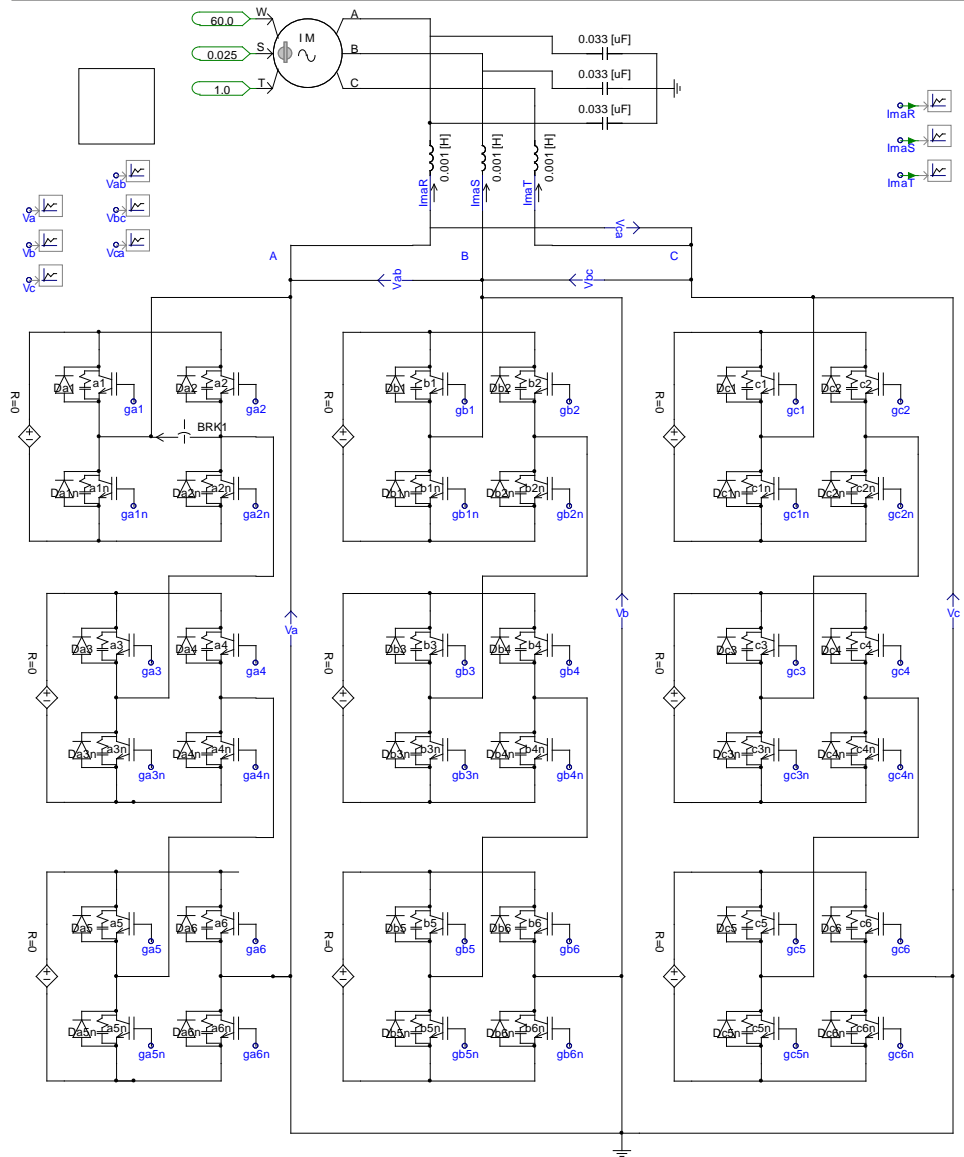 W
60.0
S
0.025
T
1.0
I M
A
B
C
0.033 [uF]
0.033 [uF]
0.033 [uF]
0.001 [H]
0.001 [H]
0.001 [H]
ImaR
ImaS
ImaT
ImaR
ImaS
ImaT
Vab
Va
Vbc
Vb
Vca
Vc
Vca
A
B
C
Vab
Vbc
R=0
Da1
a1
ga1
Da2
a2
ga2
BRK1
Da1n
a1n
ga1n
Da2n
a2n
ga2n
R=0
Db1
b1
gb1
Db2
b2
gb2
Db1n
b1n
gb1n
Db2n
b2n
gb2n
R=0
Dc1
c1
gc1
Dc2
c2
gc2
Dc1n
c1n
gc1n
Dc2n
c2n
gc2n
Va
Vb
Vc
R=0
Da3
a3
ga3
Da4
a4
ga4
Da3n
a3n
ga3n
Da4n
a4n
ga4n
R=0
Db3
b3
gb3
Db4
b4
gb4
Db3n
b3n
gb3n
Db4n
b4n
gb4n
R=0
Dc3
c3
gc3
Dc4
c4
gc4
Dc3n
c3n
gc3n
Dc4n
c4n
gc4n
R=0
Da5
a5
ga5
Da6
a6
ga6
Da5n
a5n
ga5n
Da6n
a6n
ga6n
R=0
Db5
b5
gb5
Db6
b6
gb6
Db5n
b5n
gb5n
Db6n
b6n
gb6n
R=0
Dc5
c5
gc5
Dc6
c6
gc6
Dc5n
c5n
gc5n
Dc6n
c6n
gc6n